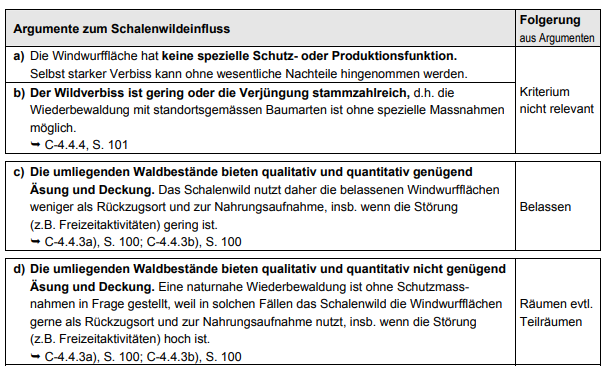 Argumente zum Schalenwildeinfluss
Folgerung
aus Argumenten
a) Die Windwurffläche hat keine spezielle Schutz- oder Produktionsfunktion.
Selbst starker Verbiss kann ohne wesentliche Nachteile hingenommen werden.
b) Der Wildverbiss ist gering oder die Verjüngung stammzahlreich, d.h. die
Wiederbewaldung mit standortsgemässen Baumarten ist ohne spezielle Massnahmen
möglich.
➥ C-4.4.4, S. 101
Kriterium
nicht relevant
c) Die umliegenden Waldbestände bieten qualitativ und quantitativ genügend
Äsung und Deckung. Das Schalenwild nutzt daher die belassenen Windwurfflächen
weniger als Rückzugsort und zur Nahrungsaufnahme, insb. wenn die Störung
(z.B. Freizeitaktivitäten) gering ist.
➥ C-4.4.3a), S. 100; C-4.4.3b), S. 100
Belassen
d) Die umliegenden Waldbestände bieten qualitativ und quantitativ nicht genügend
Äsung und Deckung. Eine naturnahe Wiederbewaldung ist ohne Schutzmass-
nahmen in Frage gestellt, weil in solchen Fällen das Schalenwild die Windwurfflächen
gerne als Rückzugsort und zur Nahrungsaufnahme nutzt, insb. wenn die Störung
(z.B. Freizeitaktivitäten) hoch ist.
➥ C-4.4.3a), S. 100; C-4.4.3b), S. 100
Räumen evtl.
Teilräumen